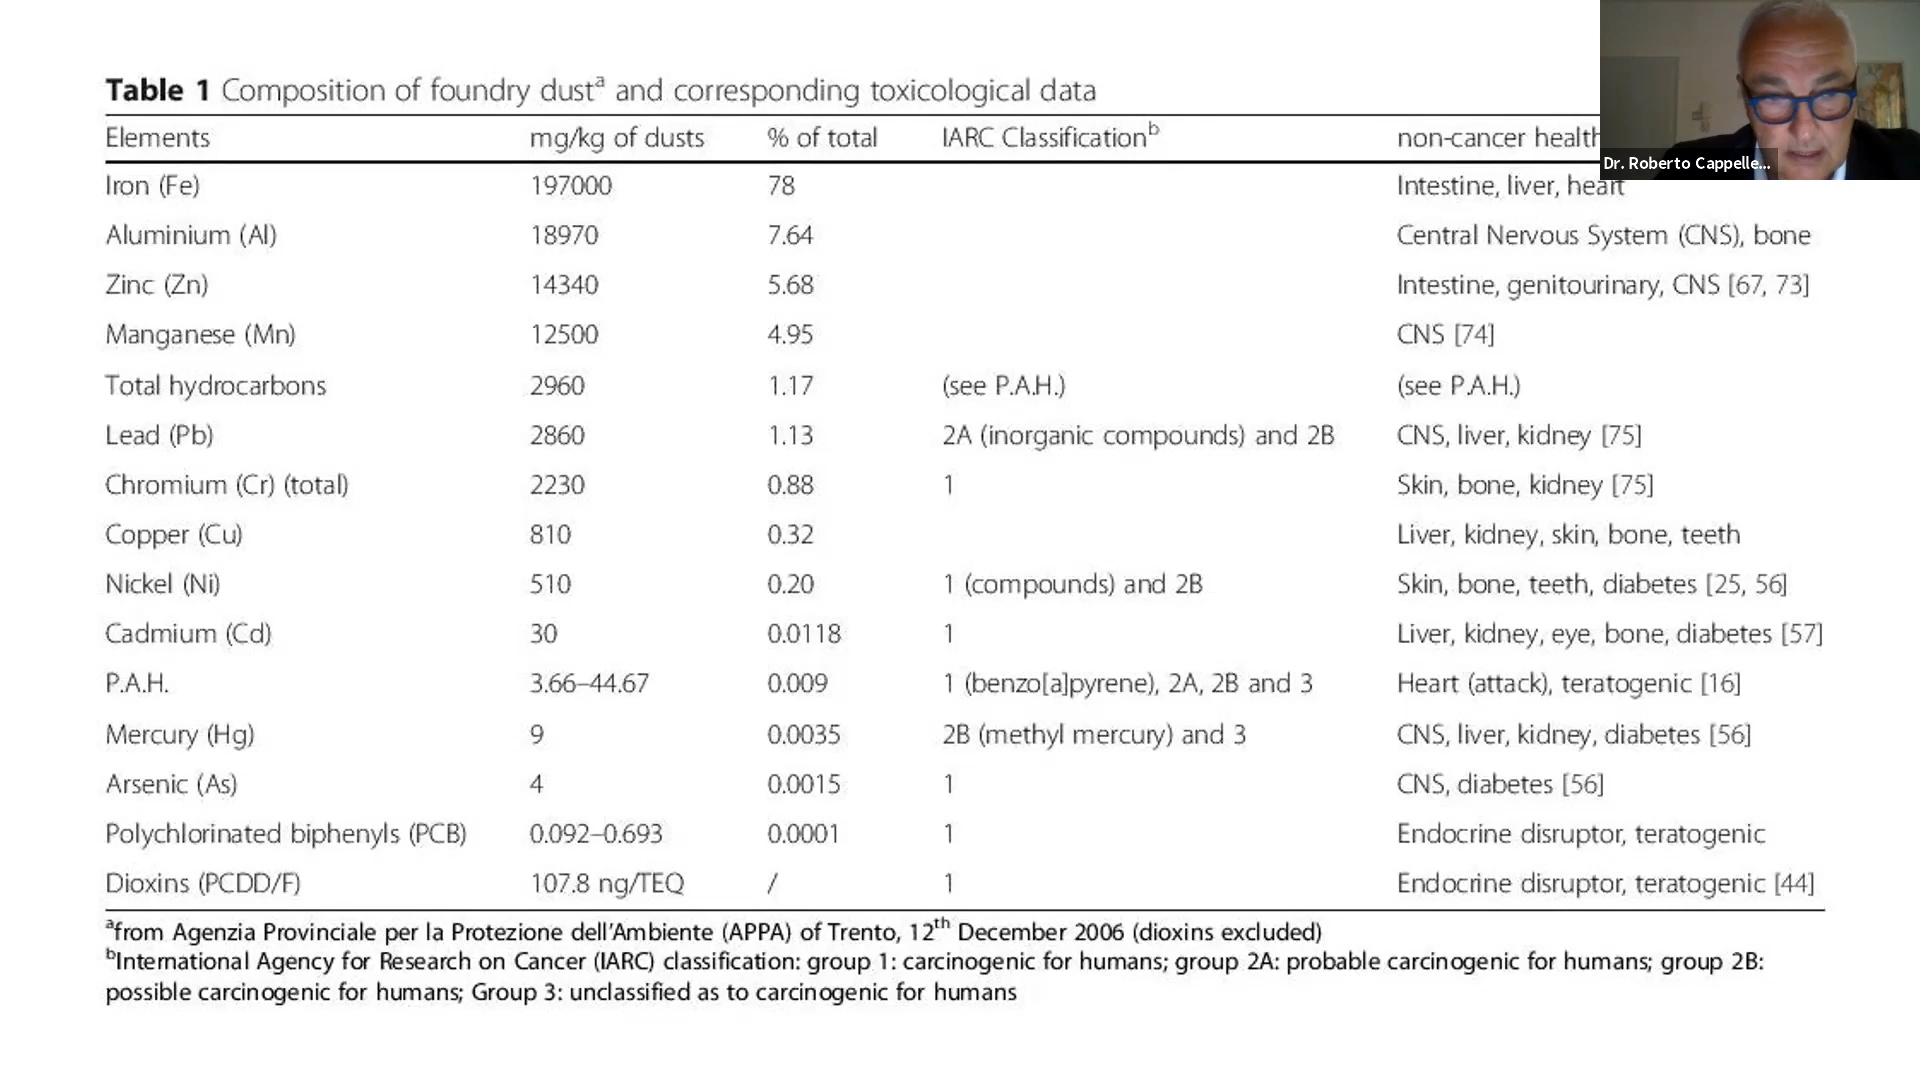 Table 1 Composition of foundry dustᵃ and corresponding toxicological data
Elements mg/kg of dusts % of total IARC Classificationᵇ non-cancer health
Dr. Roberto Cappelle...
Iron (Fe) 197000 78 Intestine, liver, heart
Aluminium (Al) 18970 7.64 Central Nervous System (CNS), bone
Zinc (Zn) 14340 5.68 Intestine, genitourinary, CNS [67, 73]
Manganese (Mn) 12500 4.95 CNS [74]
Total hydrocarbons 2960 1.17 (see P.A.H.) (see P.A.H.)
Lead (Pb) 2860 1.13 2A (inorganic compounds) and 2B CNS, liver, kidney [75]
Chromium (Cr) (total) 2230 0.88 1 Skin, bone, kidney [75]
Copper (Cu) 810 0.32 Liver, kidney, skin, bone, teeth
Nickel (Ni) 510 0.20 1 (compounds) and 2B Skin, bone, teeth, diabetes [25, 56]
Cadmium (Cd) 30 0.0118 1 Liver, kidney, eye, bone, diabetes [57]
P.A.H. 3.66–44.67 0.009 1 (benzo[a]pyrene), 2A, 2B and 3 Heart (attack), teratogenic [16]
Mercury (Hg) 9 0.0035 2B (methyl mercury) and 3 CNS, liver, kidney, diabetes [56]
Arsenic (As) 4 0.0015 1 CNS, diabetes [56]
Polychlorinated biphenyls (PCB) 0.092–0.693 0.0001 1 Endocrine disruptor, teratogenic
Dioxins (PCDD/F) 107.8 ng/TEQ / 1 Endocrine disruptor, teratogenic [44]
ᵃfrom Agenzia Provinciale per la Protezione dell'Ambiente (APPA) of Trento, 12th December 2006 (dioxins excluded)
ᵇInternational Agency for Research on Cancer (IARC) classification: group 1: carcinogenic for humans; group 2A: probable carcinogenic for humans; group 2B:
possible carcinogenic for humans; Group 3: unclassified as to carcinogenic for humans